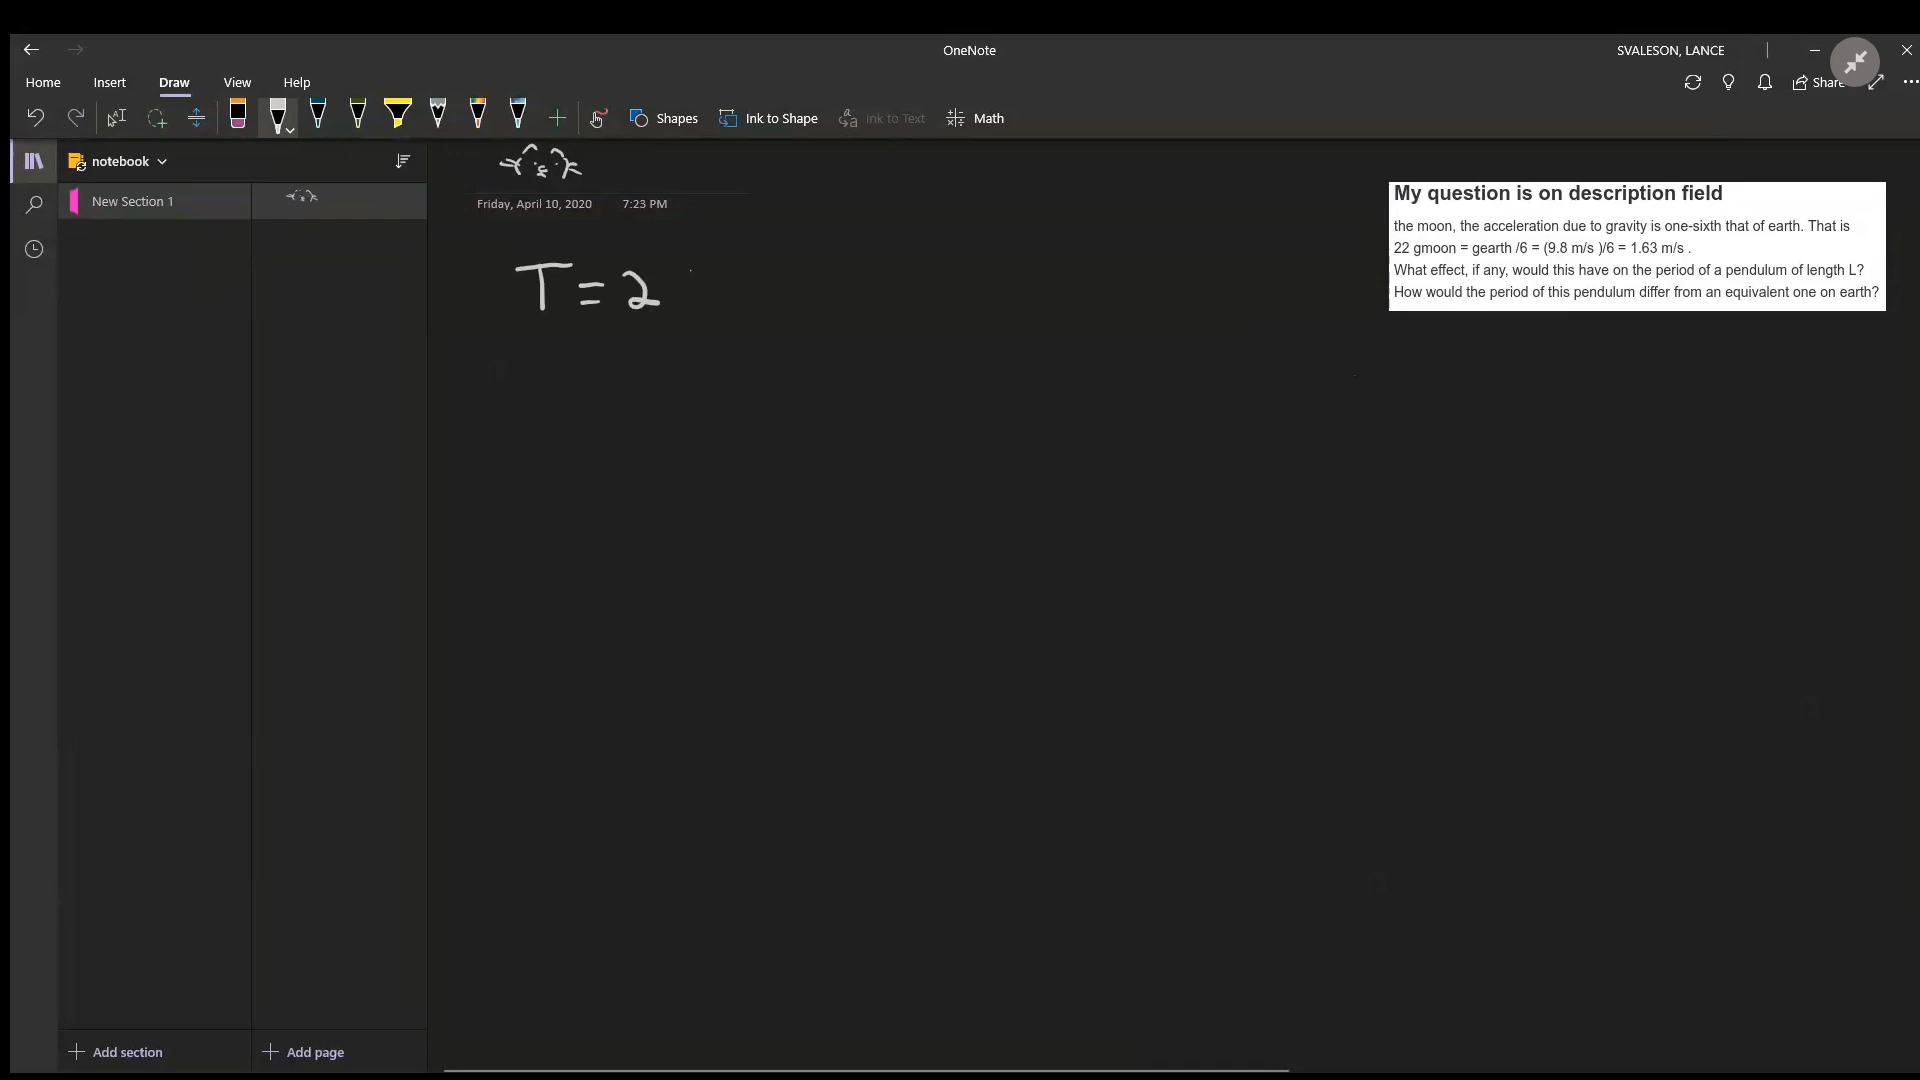 OneNote
SVALESON, LANCE
Home Insert Draw View Help
Share
Shapes Ink to Shape Ink to Text Math
notebook
New Section 1
Friday, April 10, 2020 7:23 PM
T = 2
My question is on description field
the moon, the acceleration due to gravity is one-sixth that of earth. That is
22 gmoon = gearth /6 = (9.8 m/s )/6 = 1.63 m/s .
What effect, if any, would this have on the period of a pendulum of length L?
How would the period of this pendulum differ from an equivalent one on earth?
Add section Add page